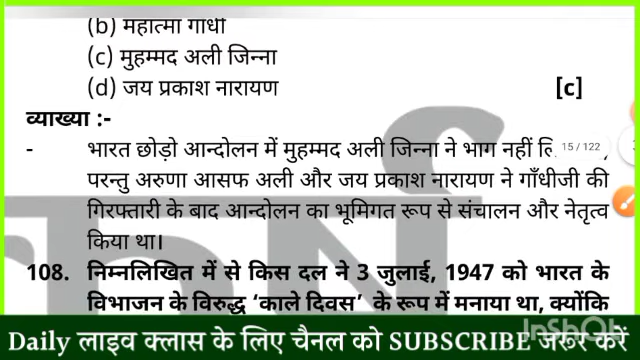 (b) महात्मा गांधी
(c) मुहम्मद अली जिन्ना
(d) जय प्रकाश नारायण [c]
व्याख्या :-
- भारत छोड़ो आन्दोलन में मुहम्मद अली जिन्ना ने भाग नहीं 15 / 122
परन्तु अरुणा आसफ अली और जय प्रकाश नारायण ने गाँधीजी की
गिरफ्तारी के बाद आन्दोलन का भूमिगत रूप से संचालन और नेतृत्व
किया था।
108. निम्नलिखित में से किस दल ने 3 जुलाई, 1947 को भारत के
विभाजन के विरुद्ध ‘काले दिवस’ के रूप में मनाया था, क्योंकि
InShOt
Daily लाइव क्लास के लिए चैनल को SUBSCRIBE जरूर करें